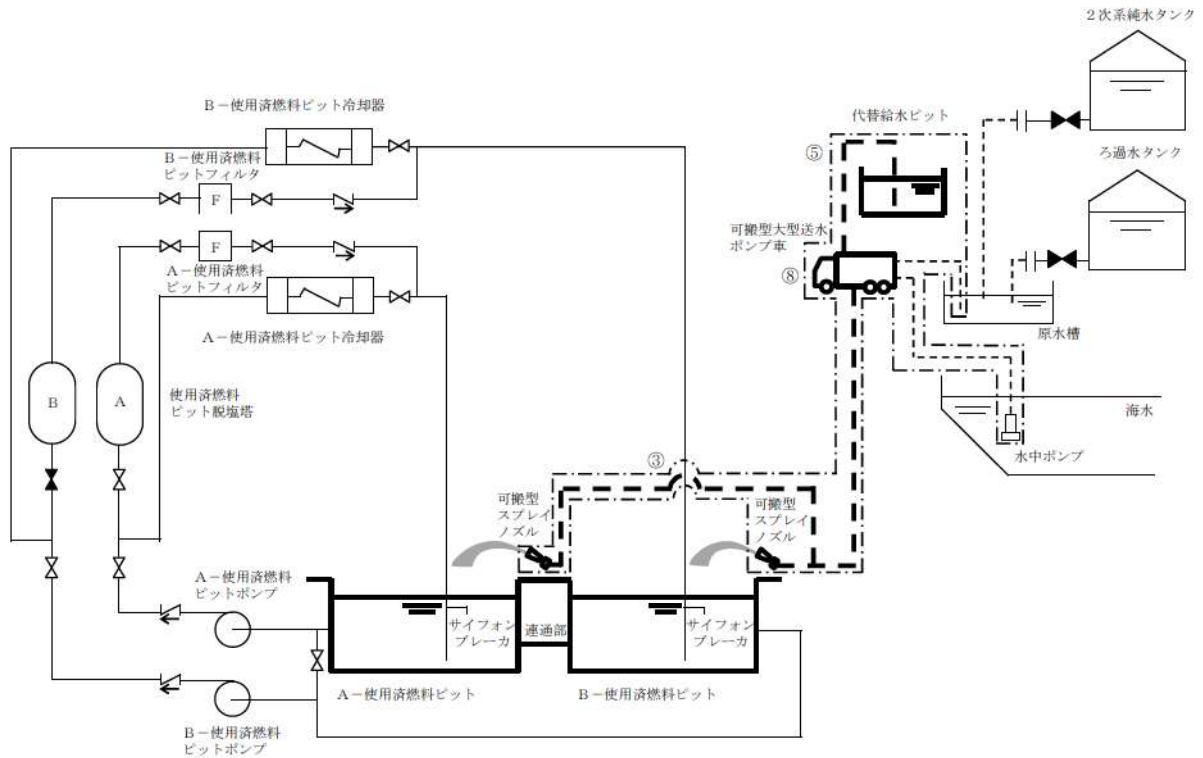 2次系純水タンク
B-使用済燃料ピット冷却器
代替給水ピット
⑤
B-使用済燃料
ピットフィルタ
F
ろ過水タンク
可搬型大型送水
ポンプ車
F
A-使用済燃料
ピットフィルタ
⑧
A-使用済燃料ピット冷却器
原水槽
B
A
使用済燃料
ピット脱塩塔
海水
③
水中ポンプ
可搬型
スプレイ
ノズル
可搬型
スプレイ
ノズル
A-使用済燃料
ピットポンプ
サイフォン
ブレーカ
連通部
サイフォン
ブレーカ
A-使用済燃料ピット
B-使用済燃料ピット
B-使用済燃料
ピットポンプ